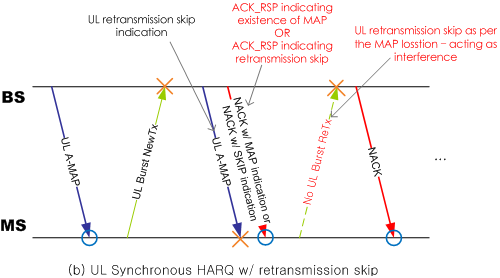 UL retransmission skip
indication
ACK_RSP indicating
existence of MAP
OR
ACK_RSP indicating
retransmission skip
UL retransmission skip as per
the MAP losstion – acting as
interference
BS
UL A-MAP
UL Burst NewTx
UL A-MAP
NACK w/ MAP indication or
NACK w/ SKIP indication
No UL Burst ReTx
NACK
...
MS
(b) UL Synchronous HARQ w/ retransmission skip